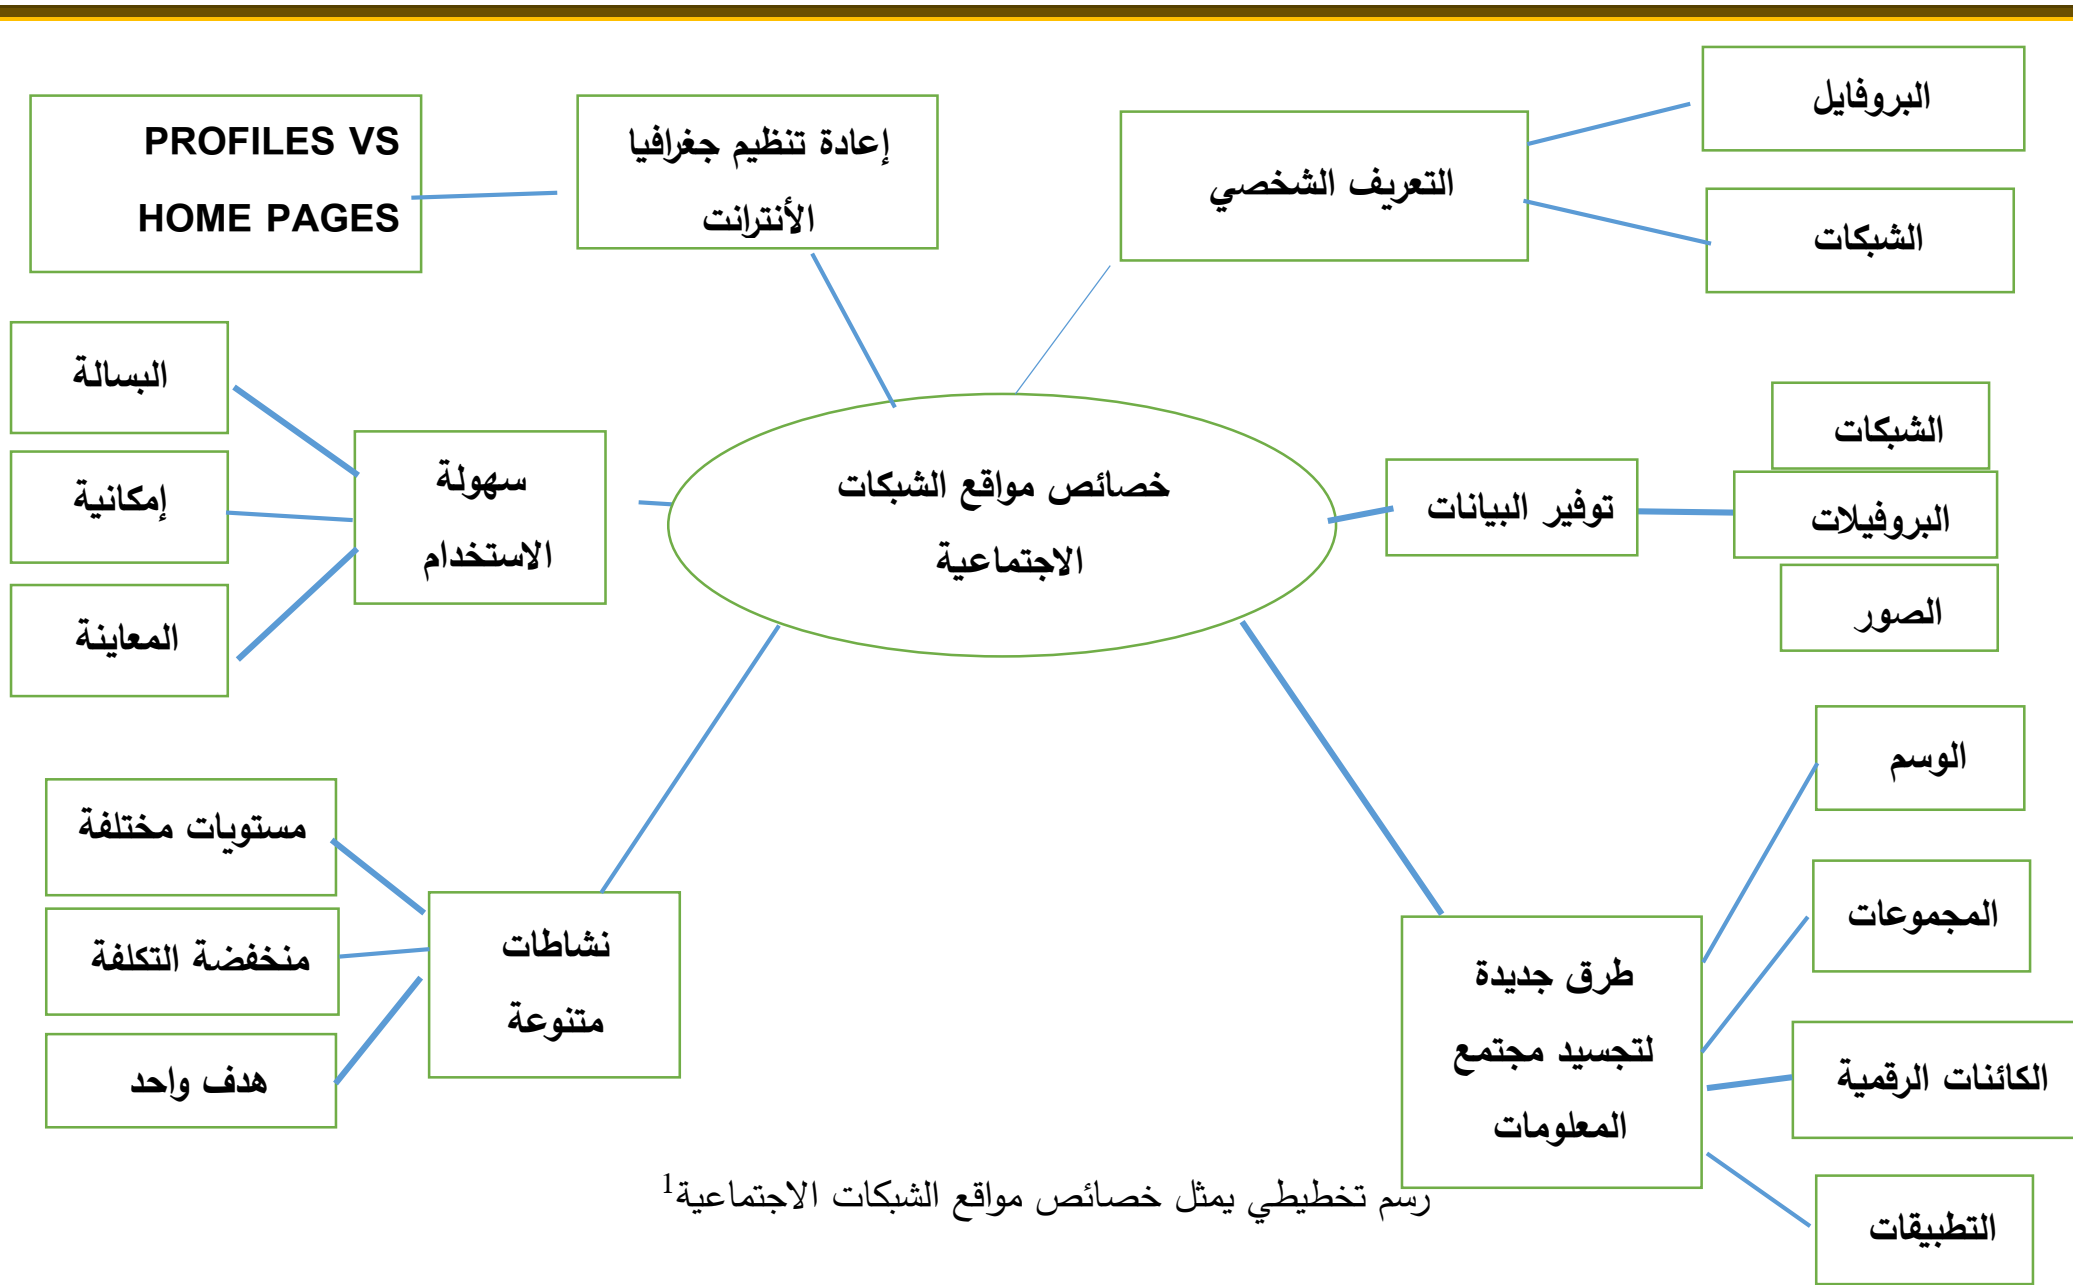 البروفايل
التعريف الشخصي
الشبكات
إعادة تنظيم جغرافيا
الأنترانت
PROFILES VS
HOME PAGES
خصائص مواقع الشبكات
الاجتماعية
توفير البيانات
الشبكات
البروفيلات
الصور
سهولة
الاستخدام
البسالة
إمكانية
المعاينة
طرق جديدة
لتجسيد مجتمع
المعلومات
الوسم
المجموعات
الكائنات الرقمية
التطبيقات
نشاطات
متنوعة
مستويات مختلفة
منخفضة التكلفة
هدف واحد
رسم تخطيطي يمثل خصائص مواقع الشبكات الاجتماعية1